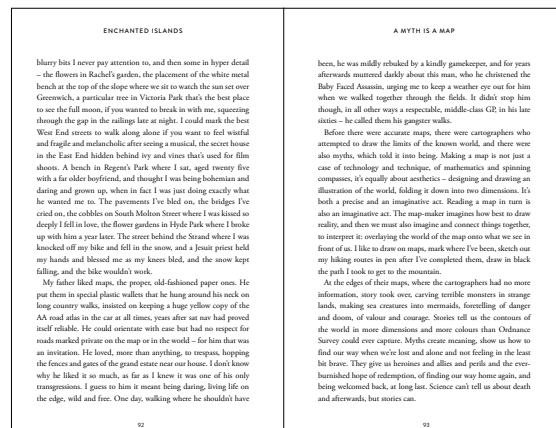 ENCHANTED ISLANDS
blurry bits I never pay attention to, and then some in hyper detail
– the flowers in Rachel's garden, the placement of the white metal
bench at the top of the slope where we sit to watch the sun set over
Greenwich, a particular tree in Victoria Park that's the best place
to see the full moon, if you wanted to break in with me, squeezing
through the gap in the railings late at night. I could mark the best
West End streets to walk along alone if you want to feel wistful
and fragile and melancholic after seeing a musical, the secret house
in the East End hidden behind ivy and vines that's used for film
shoots. A bench in Regent's Park where I sat, aged twenty five
with a far older boyfriend, and thought I was being bohemian and
daring and grown up, when in fact I was just doing exactly what
he wanted me to. The pavements I've bled on, the bridges I've
cried on, the cobbles on South Molton Street where I was kissed so
deeply I fell in love, the flower gardens in Hyde Park where I broke
up with him a year later. The street behind the Strand where I was
knocked off my bike and fell in the snow, and a Jesuit priest held
my hands and blessed me as my knees bled, and the snow kept
falling, and the bike wouldn't work.
My father liked maps, the proper, old-fashioned paper ones. He
put them in special plastic wallets that he hung around his neck on
long country walks, insisted on keeping a huge yellow copy of the
AA road atlas in the car at all times, years after sat nav had proved
itself reliable. He could orientate with ease but had no respect for
roads marked private on the map or in the world – for him that was
an invitation. He loved, more than anything, to trespass, hopping
the fences and gates of the grand estate near our house. I don't know
why he liked it so much, as far as I knew it was one of his only
transgressions. I guess to him it meant being daring, living life on
the edge, wild and free. One day, walking where he shouldn't have
92
A MYTH IS A MAP
been, he was mildly rebuked by a kindly gamekeeper, and for years
afterwards muttered darkly about this man, who he christened the
Baby Faced Assassin, urging me to keep a weather eye out for him
when we walked together through the fields. It didn't stop him
though, in all other ways a respectable, middle-class GP, in his late
sixties – he called them his gangster walks.
Before there were accurate maps, there were cartographers who
attempted to draw the limits of the known world, and there were
also myths, which told it into being. Making a map is not just a
case of technology and technique, of mathematics and spinning
compasses, it's equally about aesthetics – designing and drawing an
illustration of the world, folding it down into two dimensions. It's
both a precise and an imaginative act. Reading a map in turn is
also an imaginative act. The map-maker imagines how best to draw
reality, and then we must also imagine and connect things together,
to interpret it: overlaying the world of the map onto what we see in
front of us. I like to draw on maps, mark where I've been, sketch out
my hiking routes in pen after I've completed them, draw in black
the path I took to get to the mountain.
At the edges of their maps, where the cartographers had no more
information, story took over, carving terrible monsters in strange
lands, making sea creatures into mermaids, foretelling of danger
and doom, of valour and courage. Stories tell us the contours of
the world in more dimensions and more colours than Ordnance
Survey could ever capture. Myths create meaning, show us how to
find our way when we're lost and alone and not feeling in the least
bit brave. They give us heroines and allies and perils and the ever-
burnished hope of redemption, of finding our way home again, and
being welcomed back, at long last. Science can't tell us about death
and afterwards, but stories can.
93